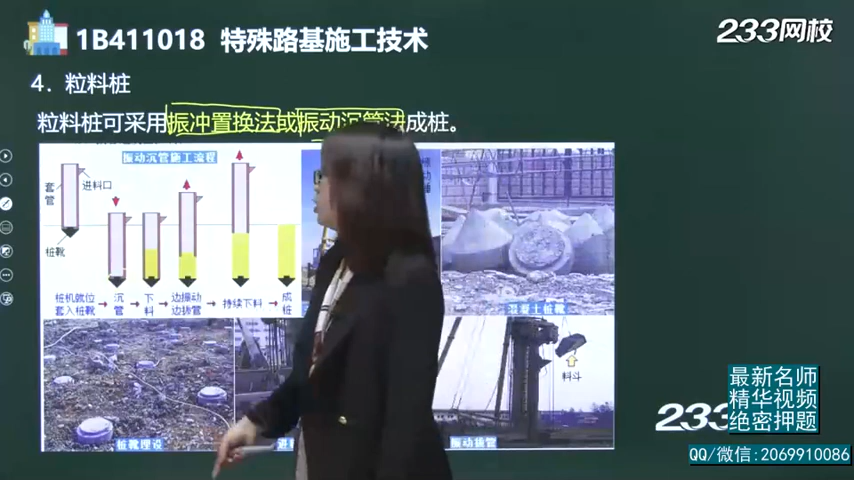 1B411018 特殊路基施工技术
233网校
4. 粒料桩
粒料桩可采用振冲置换法或振动沉管法成桩。
振动沉管施工流程
套管
进料口
桩靴
桩机就位
套入桩靴
沉管
下料
边振动
边拔管
持续下料
成桩
混凝土桩靴
料斗
桩靴埋设
振动拔管
233
最新名师
精华视频
绝密押题
QQ/微信:2069910086